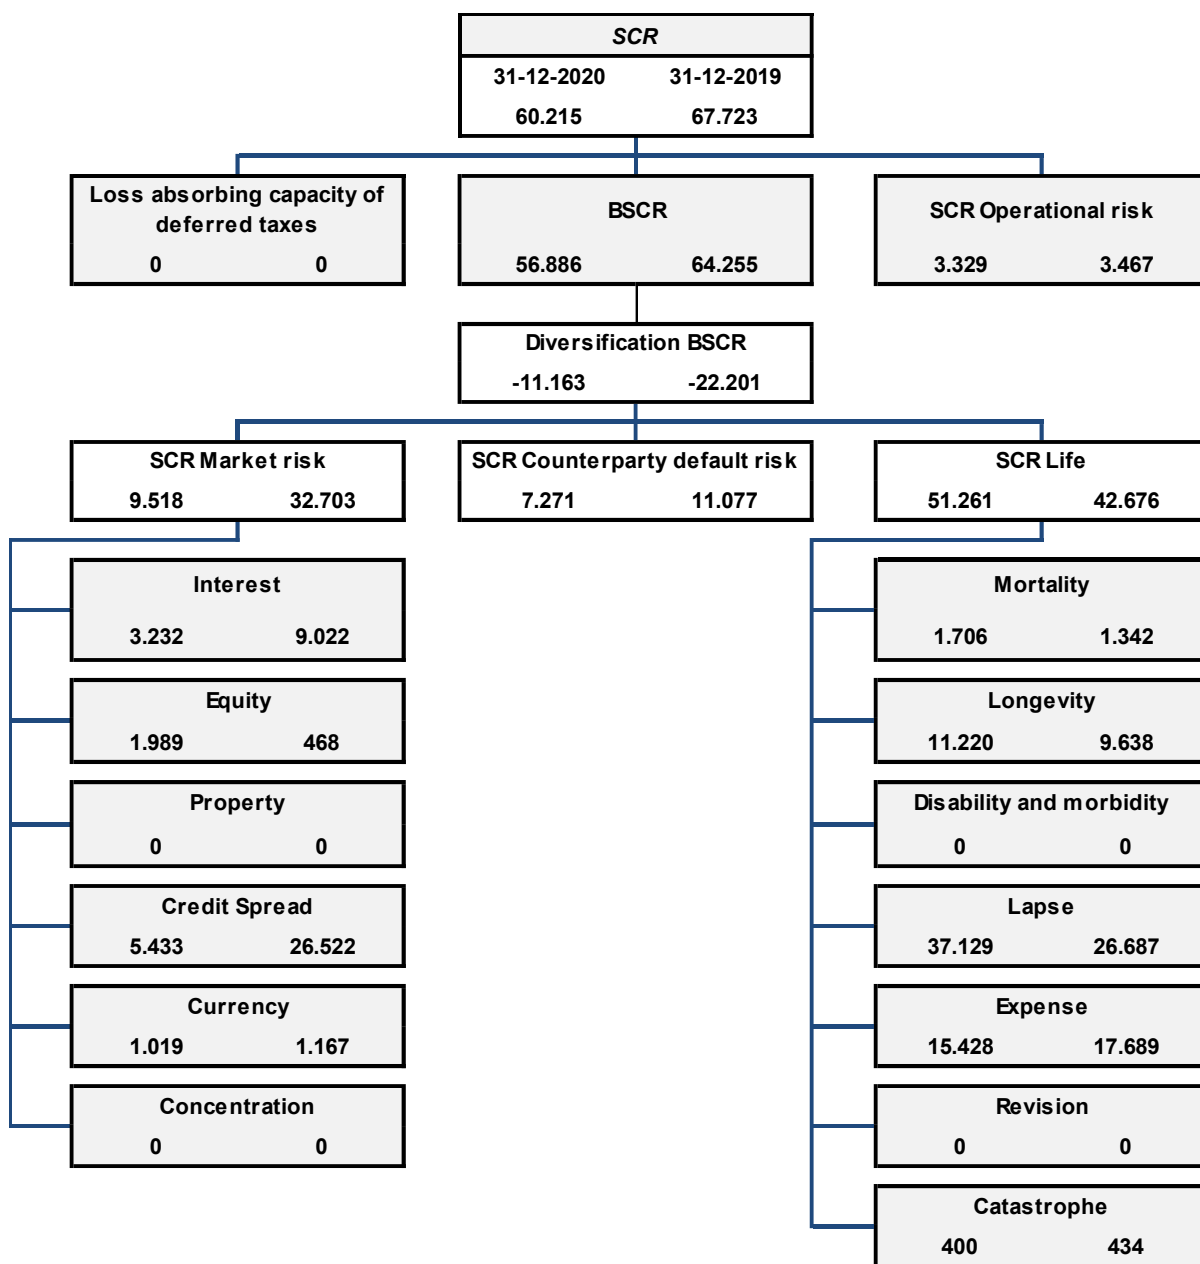 SCR
31-12-2020 31-12-2019
60.215 67.723
Loss absorbing capacity of
deferred taxes
0 0
BSCR
56.886 64.255
SCR Operational risk
3.329 3.467
Diversification BSCR
-11.163 -22.201
SCR Market risk
9.518 32.703
SCR Counterparty default risk
7.271 11.077
SCR Life
51.261 42.676
Interest
3.232 9.022
Equity
1.989 468
Property
0 0
Credit Spread
5.433 26.522
Currency
1.019 1.167
Concentration
0 0
Mortality
1.706 1.342
Longevity
11.220 9.638
Disability and morbidity
0 0
Lapse
37.129 26.687
Expense
15.428 17.689
Revision
0 0
Catastrophe
400 434